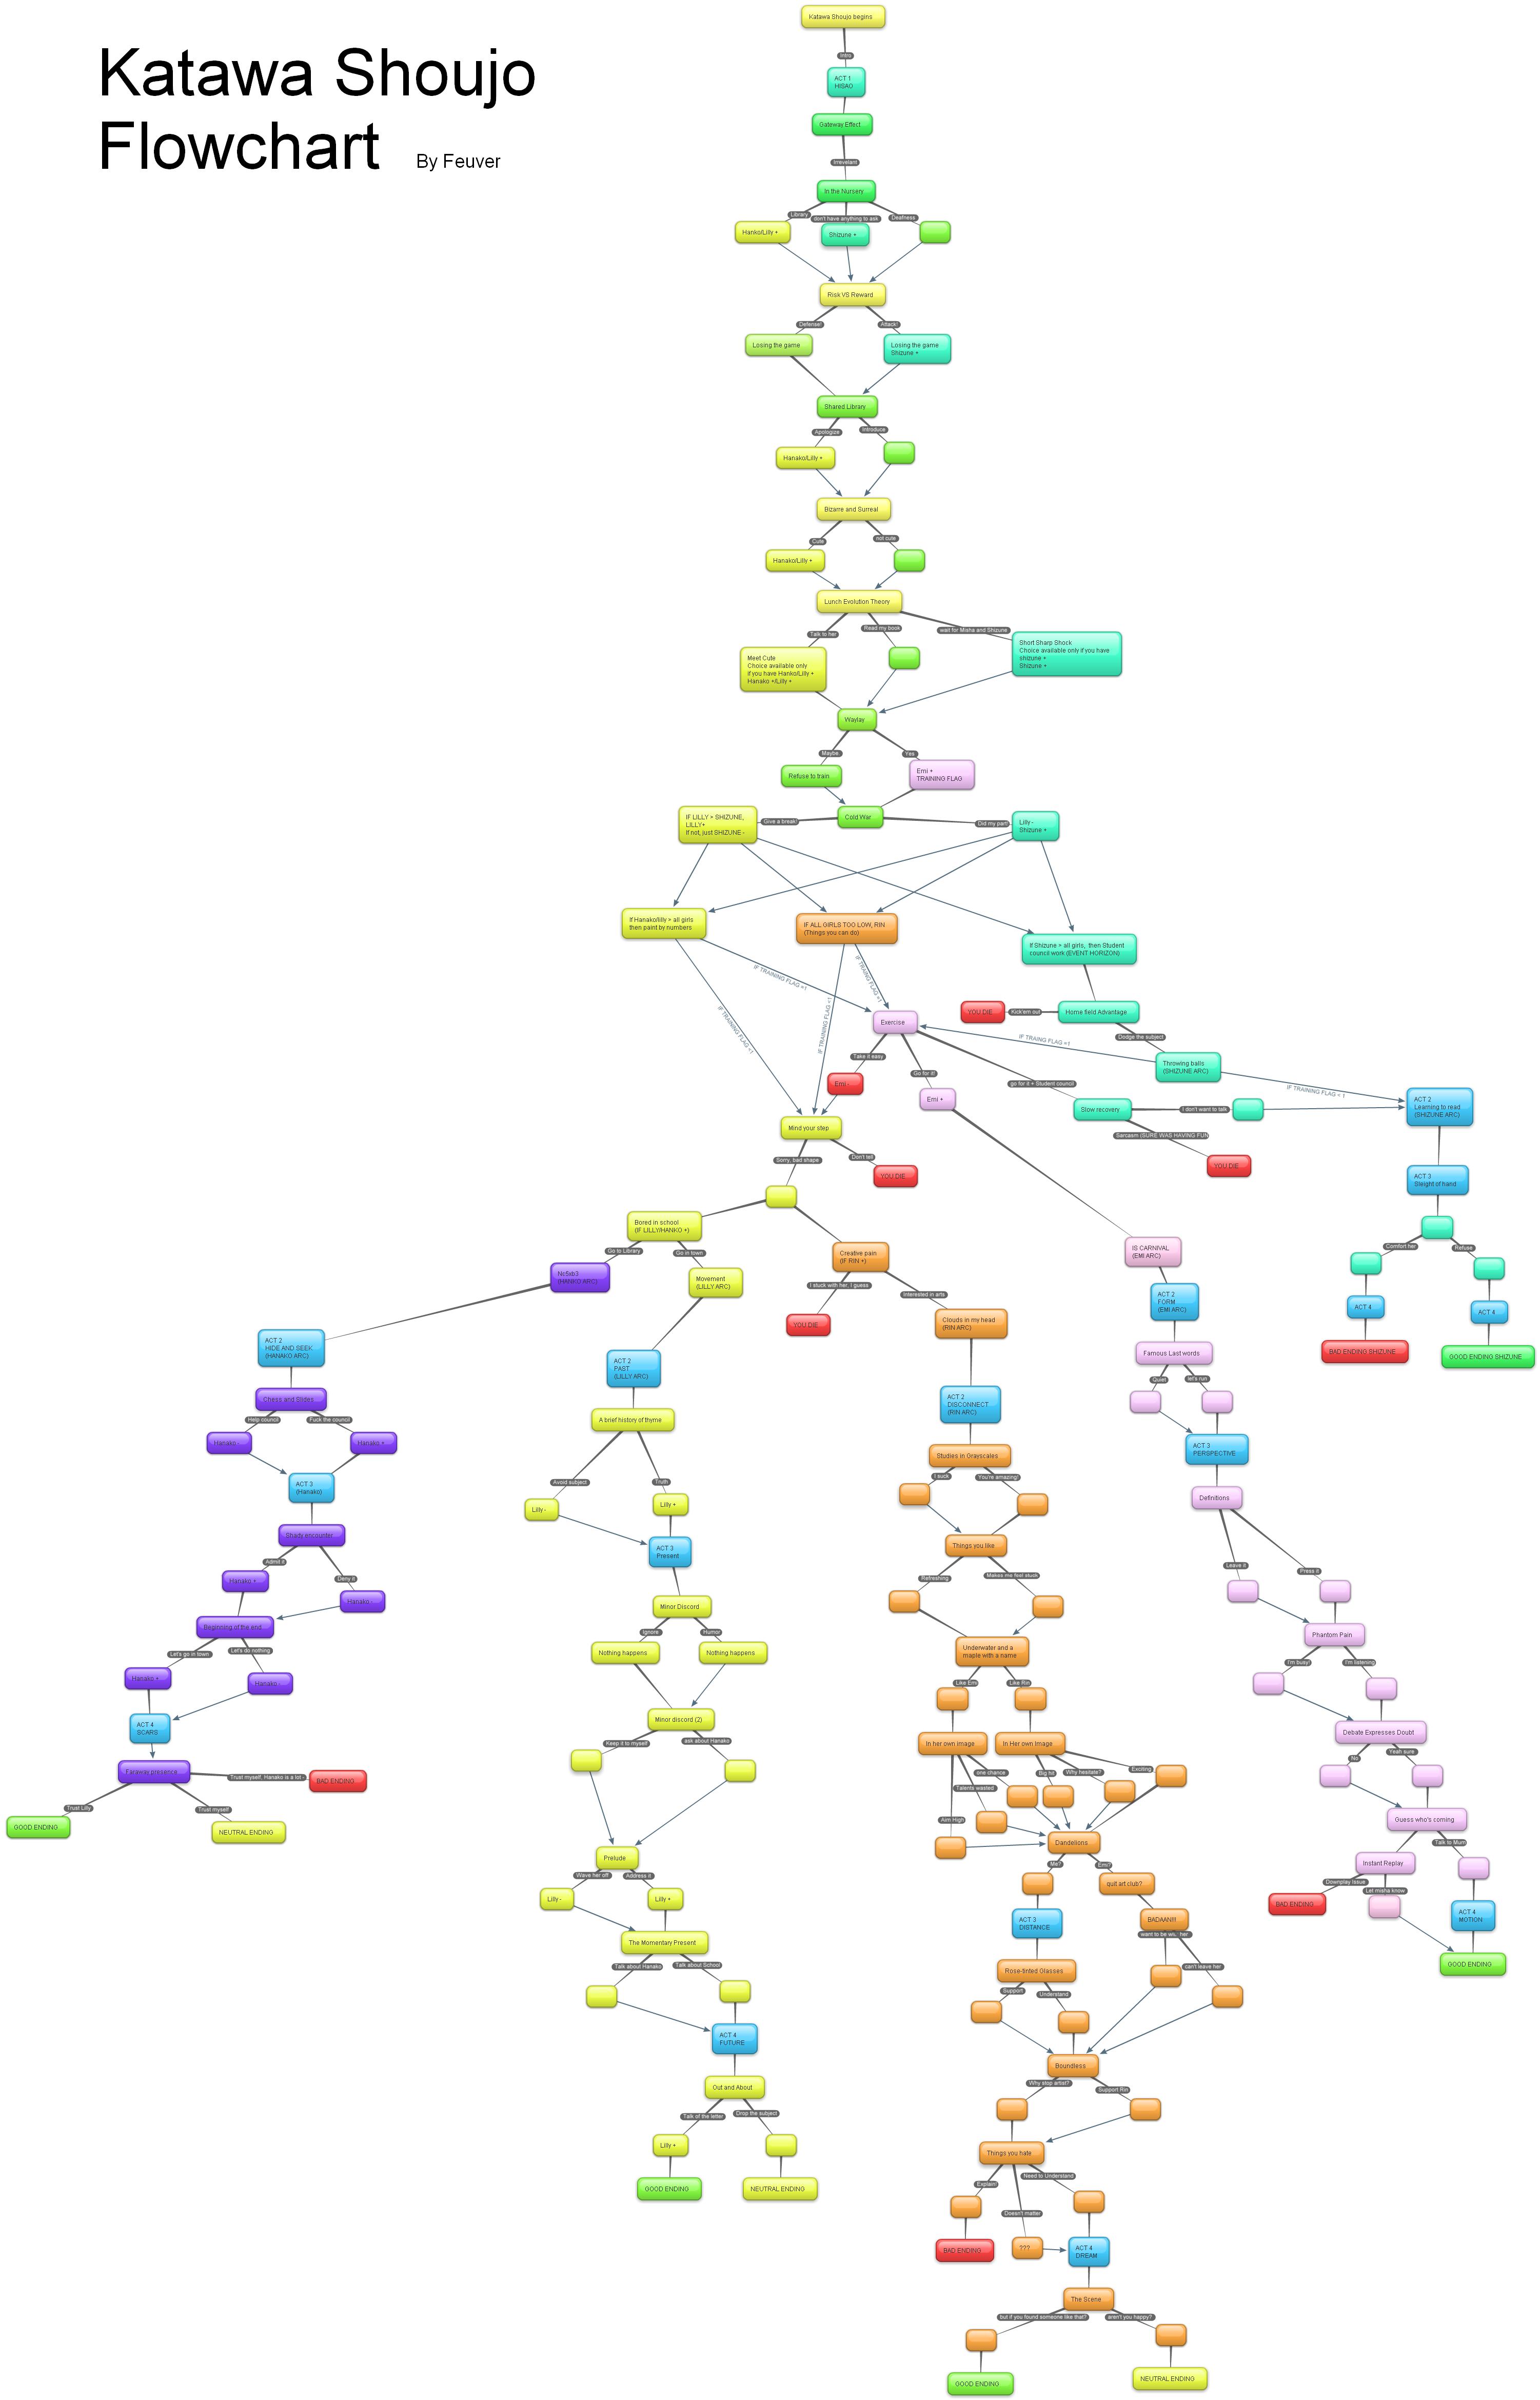 Katawa Shoujo
Flowchart By Feuver
Katawa Shoujo begins
Intro
ACT 1
HISAO
Gateway Effect
Irrevelant
In the Nursery
Library
don't have anything to ask
Deafness
Hanko/Lilly +
Shizune +
Risk VS Reward
Defense!
Attack!
Losing the game
Losing the game
Shizune +
Shared Library
Apologize
Introduce
Hanako/Lilly +
Bizarre and Surreal
Cute
not cute
Hanako/Lilly +
Lunch Evolution Theory
Talk to her
Read my book
wait for Misha and Shizune
Meet Cute
Choice available only
if you have Hanko/Lilly +
Hanako +/Lilly +
Short Sharp Shock
Choice available only if you have
shizune +
Shizune +
Waylay
Maybe
Yes
Refuse to train
Emi +
TRAINING FLAG
IF LILLY > SHIZUNE,
LILLY+
If not, just SHIZUNE -
Give a break!
Cold War
Did my part!
Lilly -
Shizune +
If Hanako/lilly > all girls
then paint by numbers
IF ALL GIRLS TOO LOW, RIN
(Things you can do)
If Shizune > all girls, then Student
council work (EVENT HORIZON)
IF TRAINING FLAG =1
IF TRAING FLAG =1
IF TRAINING FLAG <1
IF TRAINING FLAG <1
YOU DIE
Kick'em out
Home field Advantage
Exercise
Dodge the subject
IF TRAING FLAG =1
Throwing balls
(SHIZUNE ARC)
IF TRAINING FLAG < 1
Take it easy
Go for it!
go for it + Student council
Emi -
Emi +
Slow recovery
I don't want to talk
ACT 2
Learning to read
(SHIZUNE ARC)
Mind your step
Sarcasm (SURE WAS HAVING FUN
Sorry, bad shape
Don't tell
YOU DIE
YOU DIE
ACT 3
Sleight of hand
Bored in school
(IF LILLY/HANKO +)
Go to Library
Go in town
Creative pain
(IF RIN +)
IS CARNIVAL
(EMI ARC)
Comfort her
Refuse
Nc5xb3
(HANKO ARC)
Movement
(LILLY ARC)
I stuck with her, I guess
Interested in arts
ACT 2
FORM
(EMI ARC)
ACT 4
ACT 4
YOU DIE
Clouds in my head
(RIN ARC)
ACT 2
HIDE AND SEEK
(HANAKO ARC)
Famous Last words
BAD ENDING SHIZUNE
GOOD ENDING SHIZUNE
ACT 2
PAST
(LILLY ARC)
Quiet
let's run
Chess and Slides
ACT 2
DISCONNECT
(RIN ARC)
Help council
Fuck the council
A brief history of thyme
Hanako -
Hanako +
Studies in Grayscales
ACT 3
PERSPECTIVE
I suck
You're amazing!
ACT 3
(Hanako)
Avoid subject
Truth
Lilly -
Lilly +
Definitions
Shady encounter
Things you like
ACT 3
Present
Admit it
Deny it
Leave it
Press it
Hanako +
Hanako -
Refreshing
Makes me feel stuck
Minor Discord
Beginning of the end
Ignore
Humor
Phantom Pain
Let's go in town
Let's do nothing
Nothing happens
Nothing happens
Underwater and a
maple with a name
I'm busy!
I'm listening
Hanako +
Hanako -
Like Emi
Like Rin
ACT 4
SCARS
Minor discord (2)
Debate Expresses Doubt
Keep it to myself
ask about Hanako
In her own image
In Her own Image
No
Yeah sure
Faraway presence
Trust myself, Hanako is a lot -
BAD ENDING
one chance
Big hit
Why hesitate?
Exciting
Talents wasted
Trust Lilly
Trust myself
Aim High
Guess who's coming
GOOD ENDING
NEUTRAL ENDING
Dandelions
Talk to Mum
Prelude
Me?
Emi?
Instant Replay
Wave her off
Address it
quit art club?
Downplay Issue
Let misha know
Lilly -
Lilly +
BAD ENDING
ACT 3
DISTANCE
BADAAN!!!
ACT 4
MOTION
The Momentary Present
Talk about Hanako
Talk about School
Rose-tinted Glasses
can't leave her
GOOD ENDING
Support
Understand
ACT 4
FUTURE
Boundless
Out and About
Why stop artist?
Support Rin
Talk of the letter
Drop the subject
Lilly +
Things you hate
GOOD ENDING
NEUTRAL ENDING
Explain!
Need to Understand
Doesn't matter
BAD ENDING
???
ACT 4
DREAM
The Scene
but if you found someone like that?
aren't you happy?
GOOD ENDING
NEUTRAL ENDING